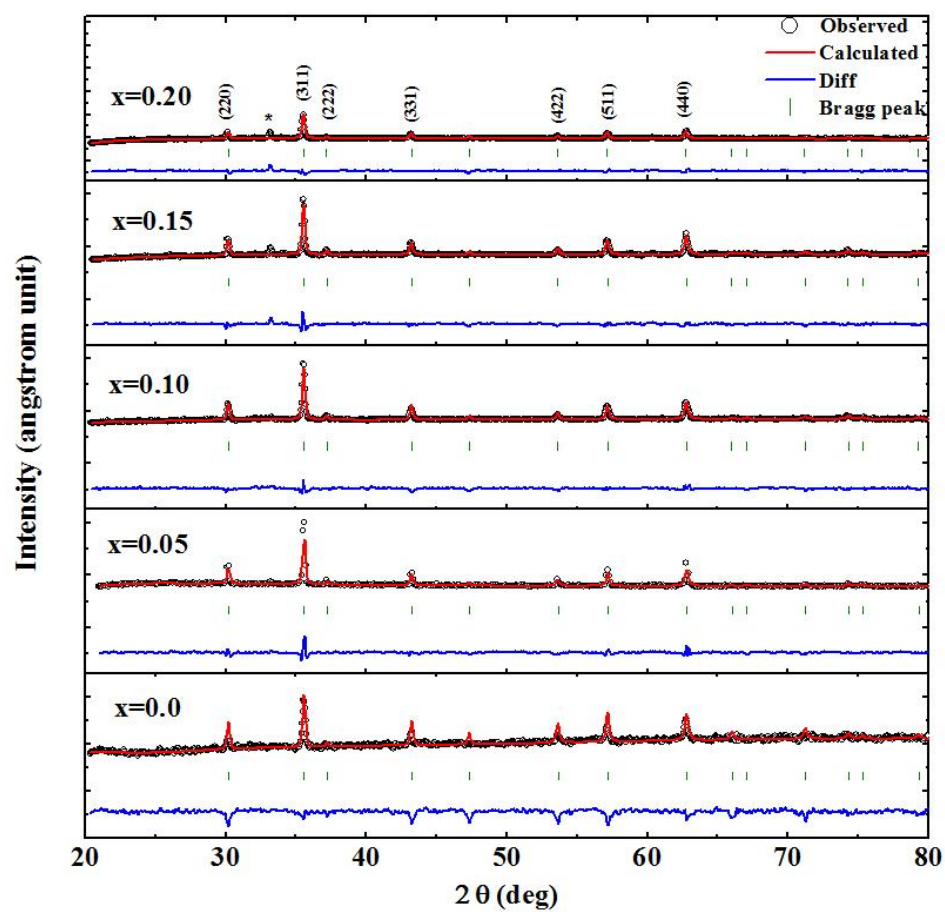 Observed
Calculated
Diff
Bragg peak
x=0.20
(220)
*
(311)
(222)
(331)
(422)
(511)
(440)
x=0.15
x=0.10
x=0.05
x=0.0
Intensity (angstrom unit)
20 30 40 50 60 70 80
2 θ (deg)